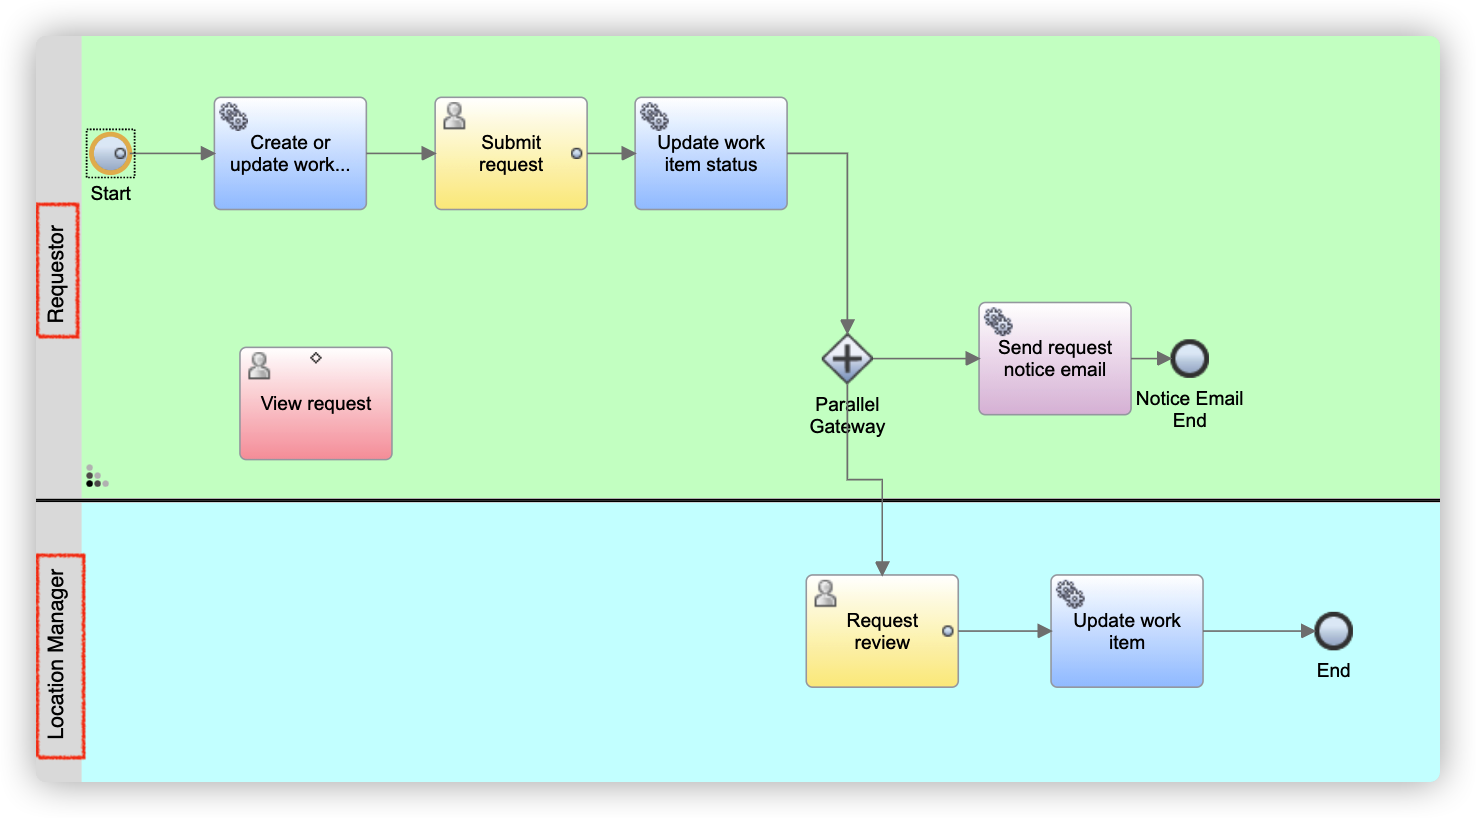 Create or
update work...
Submit
request
Update work
item status
Start
Requestor
View request
Parallel
Gateway
Send request
notice email
Notice Email
End
Location Manager
Request
review
Update work
item
End